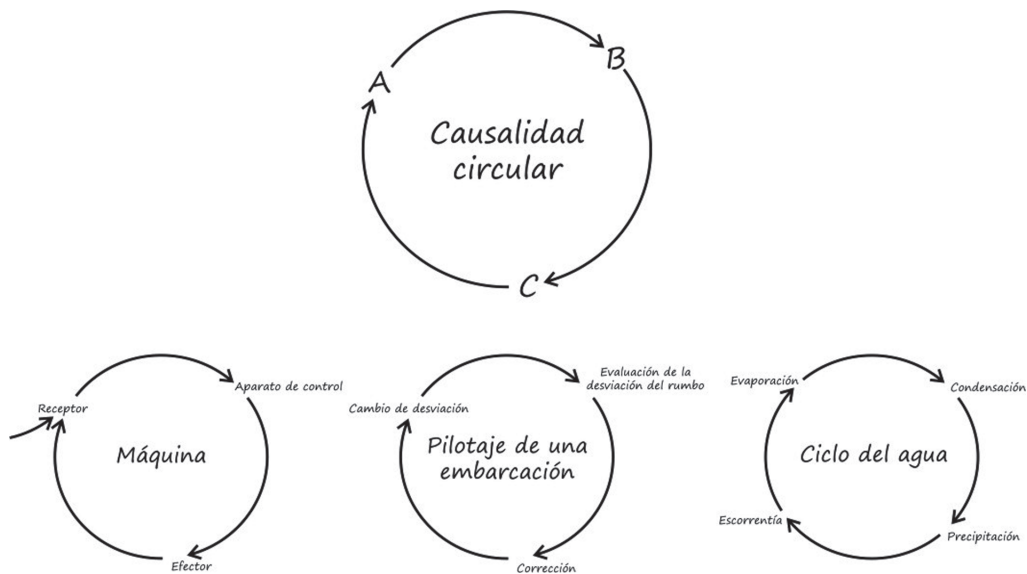 A
B
Causalidad
circular
C
Receptor
Aparato de control
Máquina
Efector
Cambio de desviación
Evaluación de la
desviación del rumbo
Pilotaje de una
embarcación
Corrección
Evaporación
Condensación
Ciclo del agua
Escorrentía
Precipitación